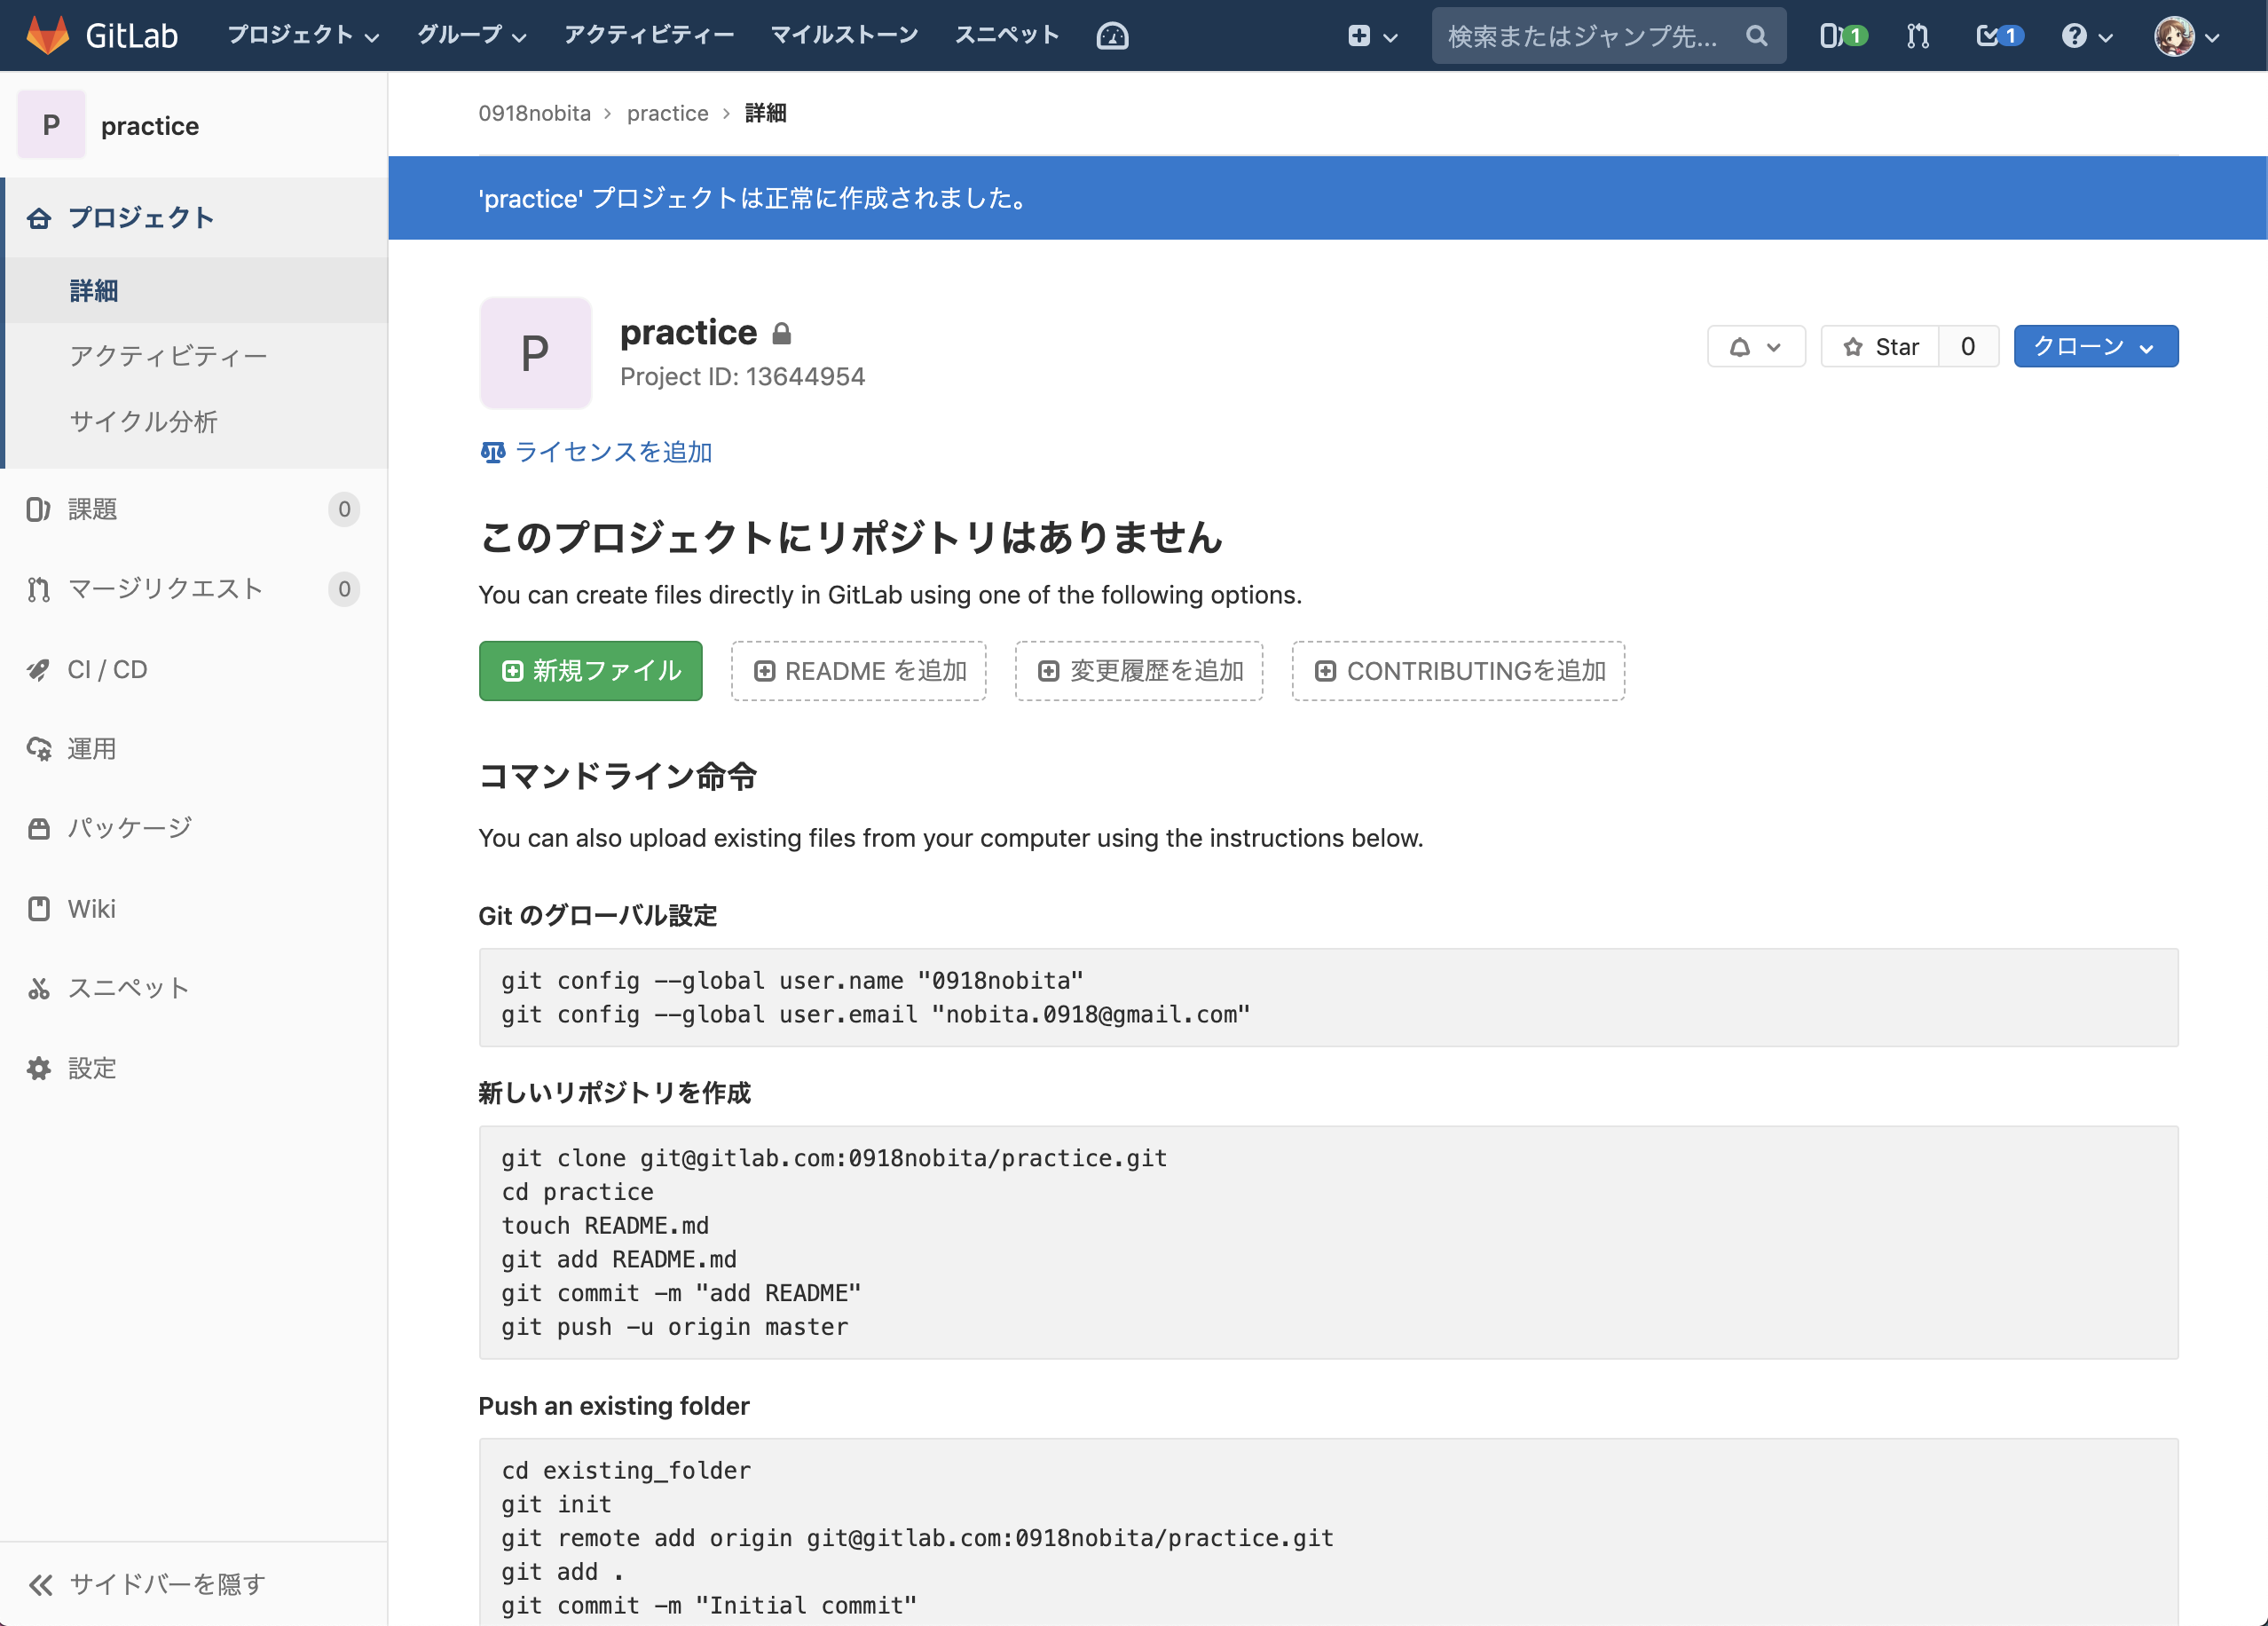 GitLab プロジェクト グループ アクティビティー マイルストーン スニペット 検索またはジャンプ先... 1 1
P practice
プロジェクト
詳細
アクティビティー
サイクル分析
課題 0
マージリクエスト 0
CI / CD
運用
パッケージ
Wiki
スニペット
設定
サイドバーを隠す
0918nobita › practice › 詳細
'practice' プロジェクトは正常に作成されました。
P
practice
Project ID: 13644954
Star 0 クローン
ライセンスを追加
このプロジェクトにリポジトリはありません
You can create files directly in GitLab using one of the following options.
新規ファイル README を追加 変更履歴を追加 CONTRIBUTINGを追加
コマンドライン命令
You can also upload existing files from your computer using the instructions below.
Git のグローバル設定
git config --global user.name "0918nobita"
git config --global user.email "nobita.0918@gmail.com"
新しいリポジトリを作成
git clone git@gitlab.com:0918nobita/practice.git
cd practice
touch README.md
git add README.md
git commit -m "add README"
git push -u origin master
Push an existing folder
cd existing_folder
git init
git remote add origin git@gitlab.com:0918nobita/practice.git
git add .
git commit -m "Initial commit"